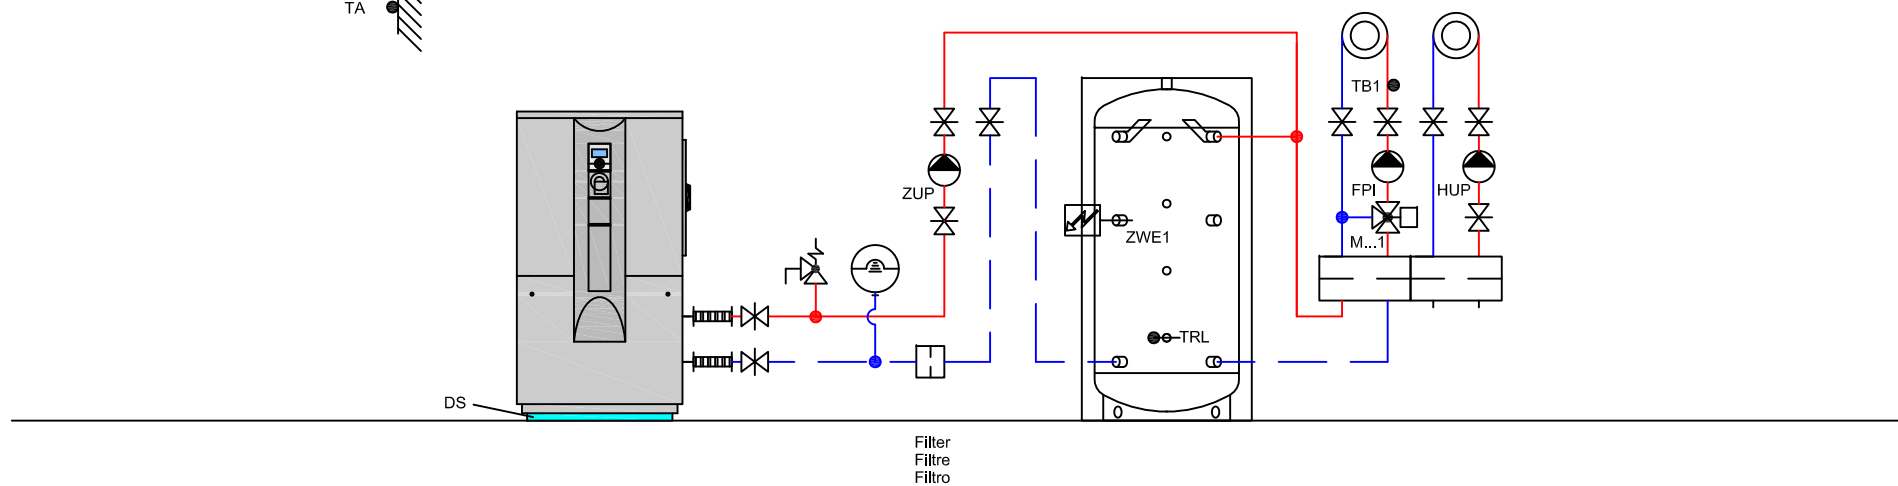 TA
TB1
ZUP
FPI
HUP
ZWE1
M...1
TRL
DS
Filter
Filtre
Filtro